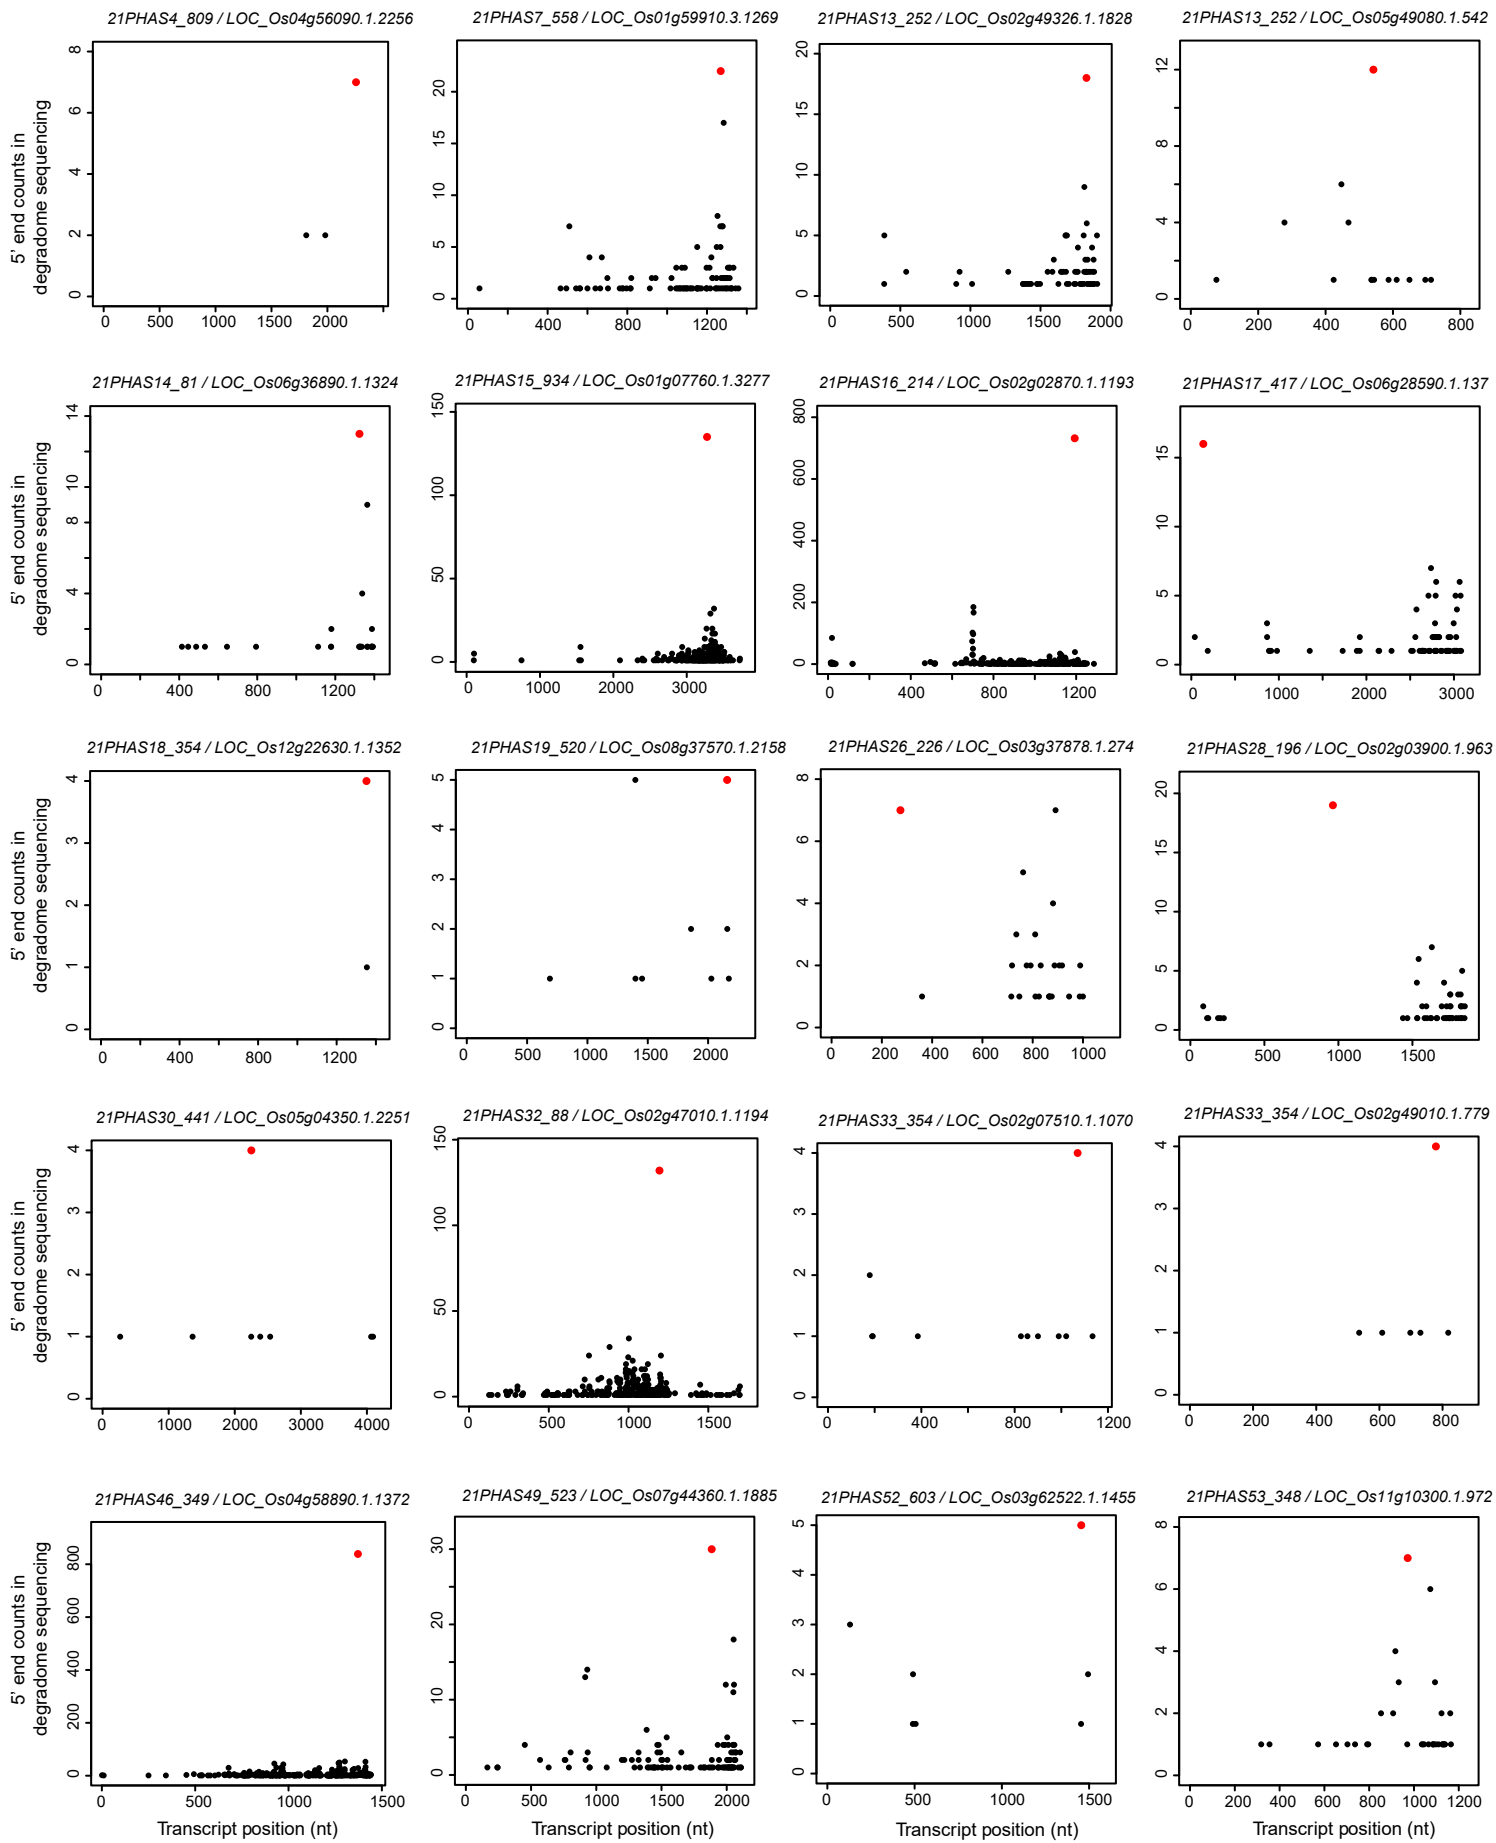 21PHAS4_809 / LOC_Os04g56090.1.2256
21PHAS7_558 / LOC_Os01g59910.3.1269
21PHAS13_252 / LOC_Os02g49326.1.1828
21PHAS13_252 / LOC_Os05g49080.1.542
5' end counts in
degradome sequencing
0 2 4 6 8
0 500 1000 1500 2000
0 5 10 15 20
0 400 800 1200
0 5 10 15 20
0 500 1000 1500 2000
0 4 8 12
0 200 400 600 800
21PHAS14_81 / LOC_Os06g36890.1.1324
21PHAS15_934 / LOC_Os01g07760.1.3277
21PHAS16_214 / LOC_Os02g02870.1.1193
21PHAS17_417 / LOC_Os06g28590.1.137
5' end counts in
degradome sequencing
0 4 8 10 14
0 400 800 1200
0 50 100 150
0 1000 2000 3000
0 200 400 600 800
0 400 800 1200
0 5 10 15
0 1000 2000 3000
21PHAS18_354 / LOC_Os12g22630.1.1352
21PHAS19_520 / LOC_Os08g37570.1.2158
21PHAS26_226 / LOC_Os03g37878.1.274
21PHAS28_196 / LOC_Os02g03900.1.963
5' end counts in
degradome sequencing
0 1 2 3 4
0 400 800 1200
0 1 2 3 4 5
0 500 1000 1500 2000
0 2 4 6 8
0 200 400 600 800 1000
0 5 10 15 20
0 500 1000 1500
21PHAS30_441 / LOC_Os05g04350.1.2251
21PHAS32_88 / LOC_Os02g47010.1.1194
21PHAS33_354 / LOC_Os02g07510.1.1070
21PHAS33_354 / LOC_Os02g49010.1.779
5' end counts in
degradome sequencing
0 1 2 3 4
0 1000 2000 3000 4000
0 50 100 150
0 500 1000 1500
0 1 2 3 4
0 400 800 1200
0 1 2 3 4
0 200 400 600 800
21PHAS46_349 / LOC_Os04g58890.1.1372
21PHAS49_523 / LOC_Os07g44360.1.1885
21PHAS52_603 / LOC_Os03g62522.1.1455
21PHAS53_348 / LOC_Os11g10300.1.972
5' end counts in
degradome sequencing
0 200 400 600 800
0 500 1000 1500
0 10 20 30
0 500 1000 1500 2000
0 1 2 3 4 5
0 500 1000 1500
0 2 4 6 8
0 200 400 600 800 1000 1200
Transcript position (nt)
Transcript position (nt)
Transcript position (nt)
Transcript position (nt)